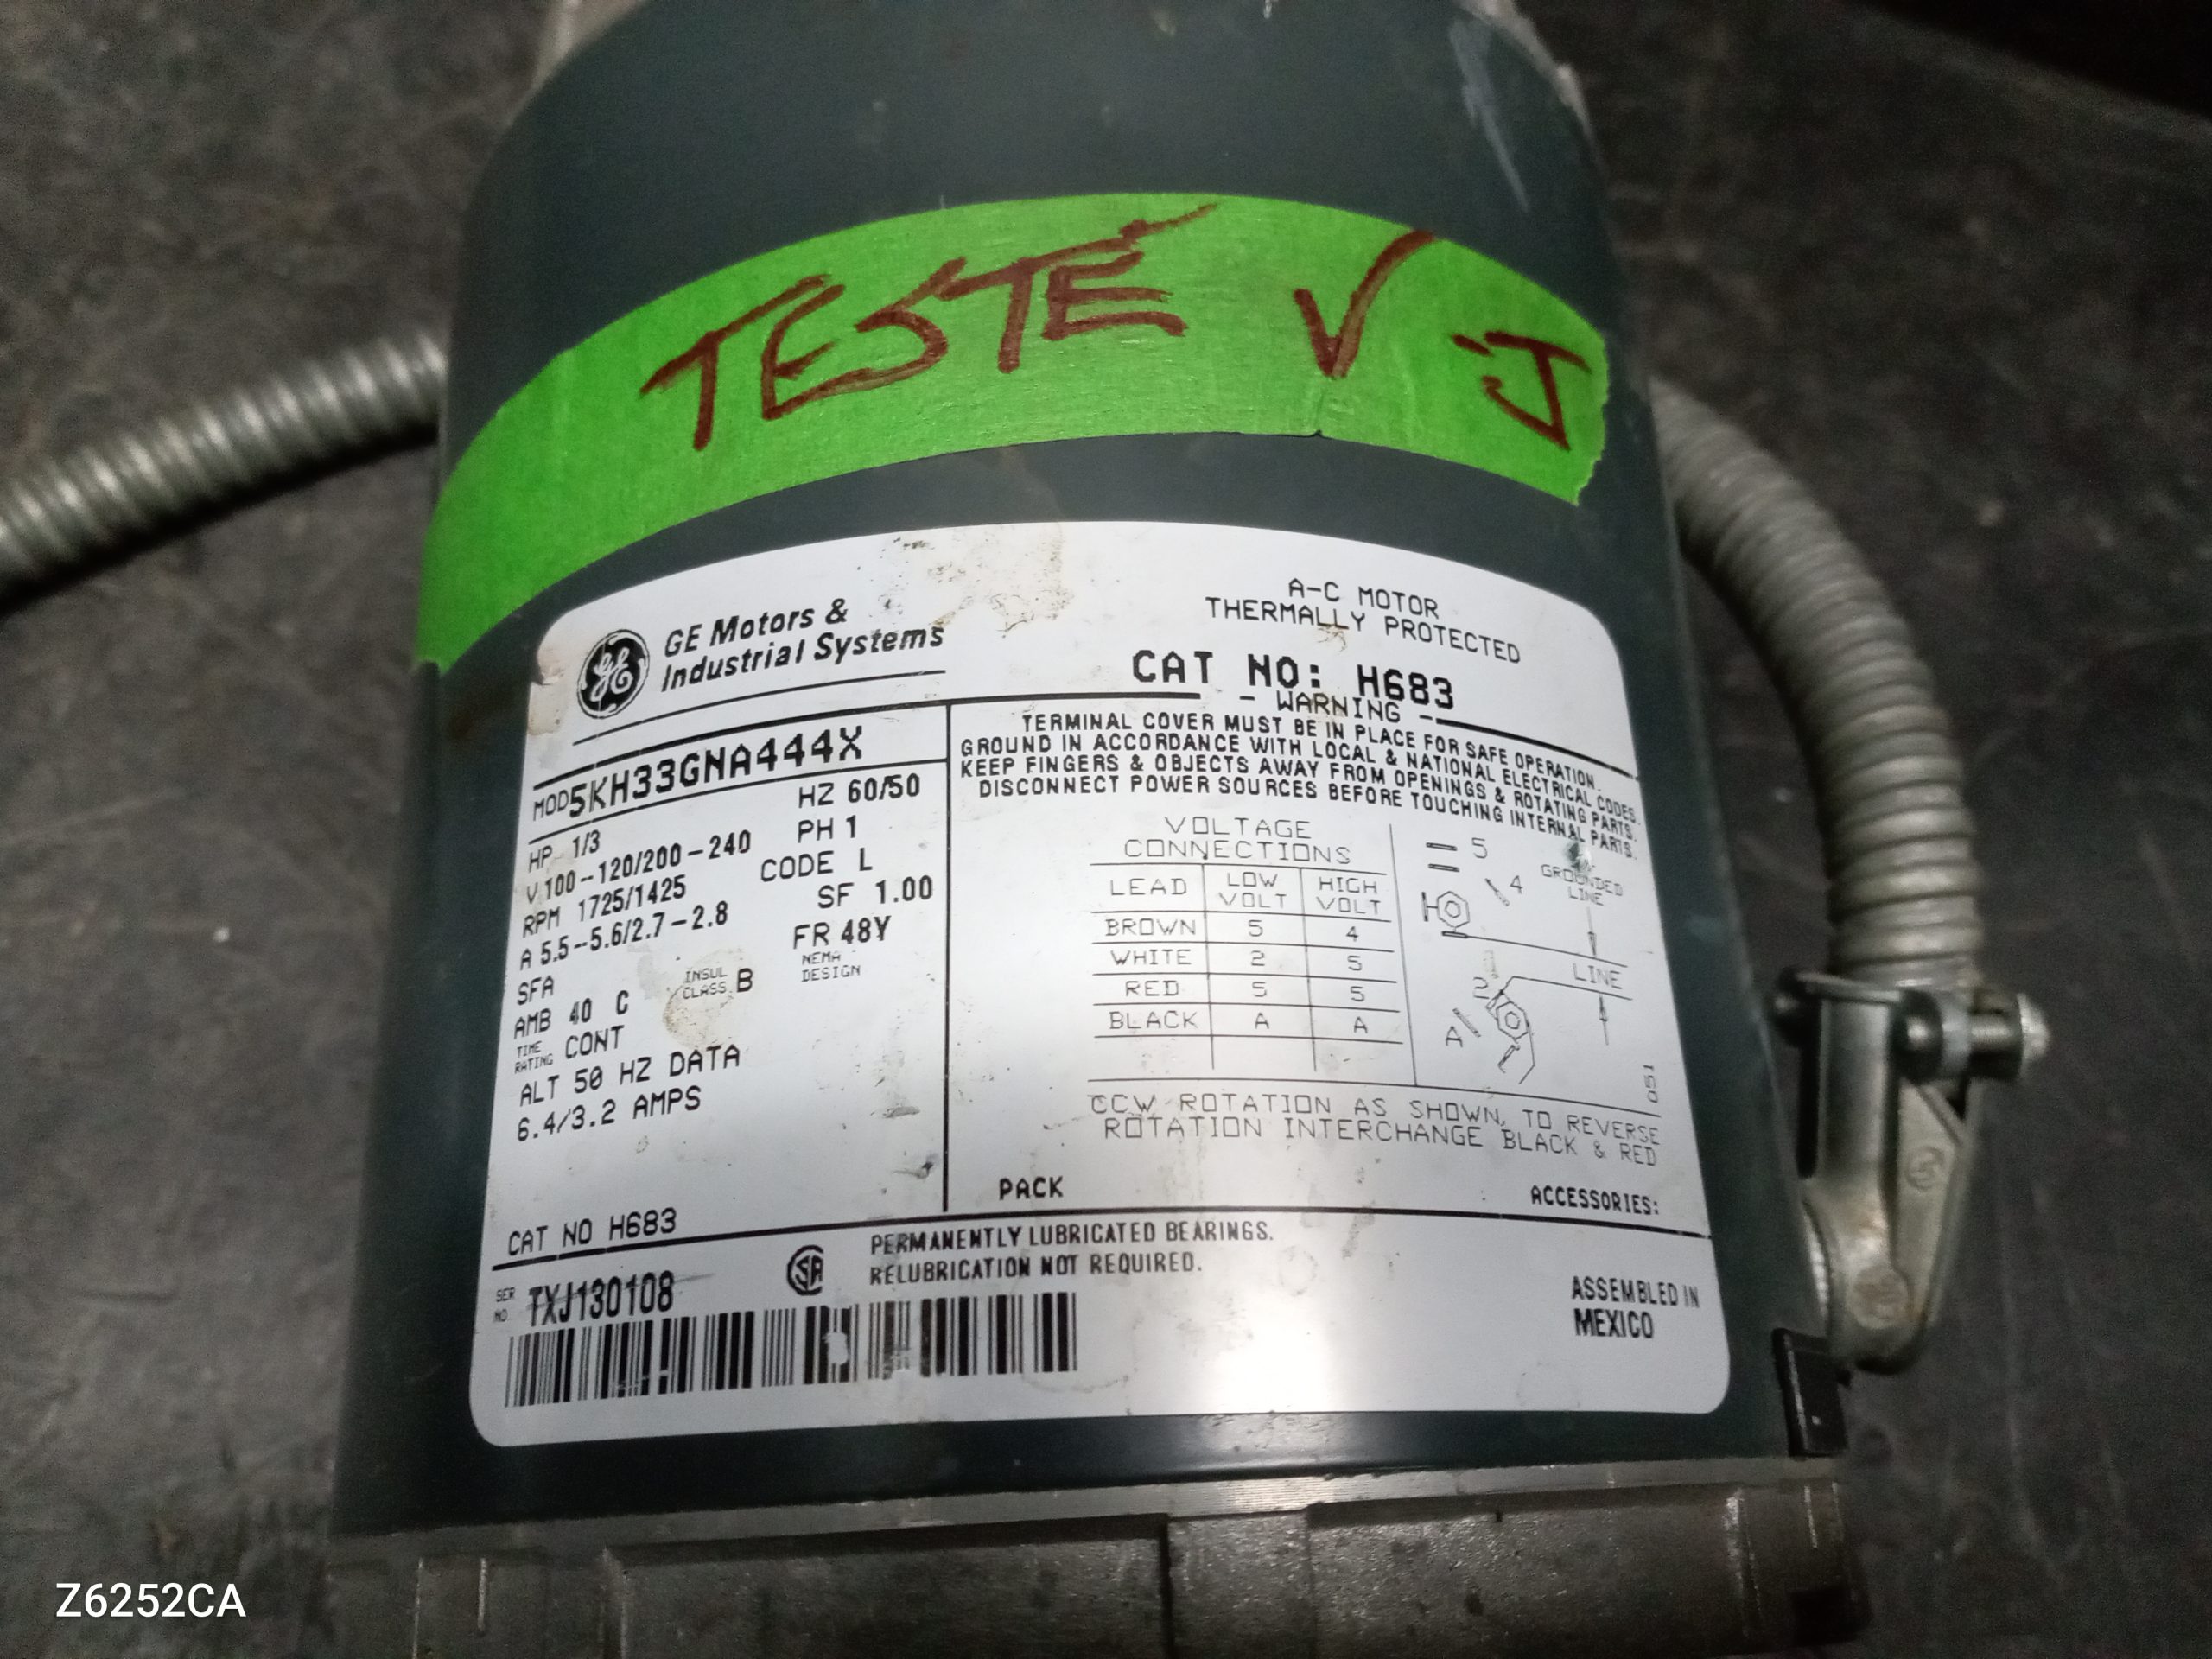 TESTÉ √ J
GE
GE Motors &
Industrial Systems
A-C MOTOR
THERMALLY PROTECTED
CAT NO: H683
- WARNING -
TERMINAL COVER MUST BE IN PLACE FOR SAFE OPERATION.
GROUND IN ACCORDANCE WITH LOCAL & NATIONAL ELECTRICAL CODES.
KEEP FINGERS & OBJECTS AWAY FROM OPENINGS & ROTATING PARTS.
DISCONNECT POWER SOURCES BEFORE TOUCHING INTERNAL PARTS.
MOD 5KH33GNA444X
HP 1/3 HZ 60/50
V 100-120/200-240 PH 1
RPM 1725/1425 CODE L
A 5.5-5.6/2.7-2.8 SF 1.00
SFA FR 48Y
AMB 40 C INSUL CLASS B NEMA DESIGN
TIME RATING CONT
ALT 50 HZ DATA
6.4/3.2 AMPS
CAT NO H683
VOLTAGE
CONNECTIONS
LEAD LOW VOLT HIGH VOLT
BROWN 5 4
WHITE 2 5
RED 5 5
BLACK A A
5
4
GROUNDED
LINE
LINE
2
A
051
CCW ROTATION AS SHOWN, TO REVERSE
ROTATION INTERCHANGE BLACK & RED
PACK ACCESSORIES:
SER NO TXJ130108
SA
PERMANENTLY LUBRICATED BEARINGS.
RELUBRICATION NOT REQUIRED.
ASSEMBLED IN
MEXICO
Z6252CA